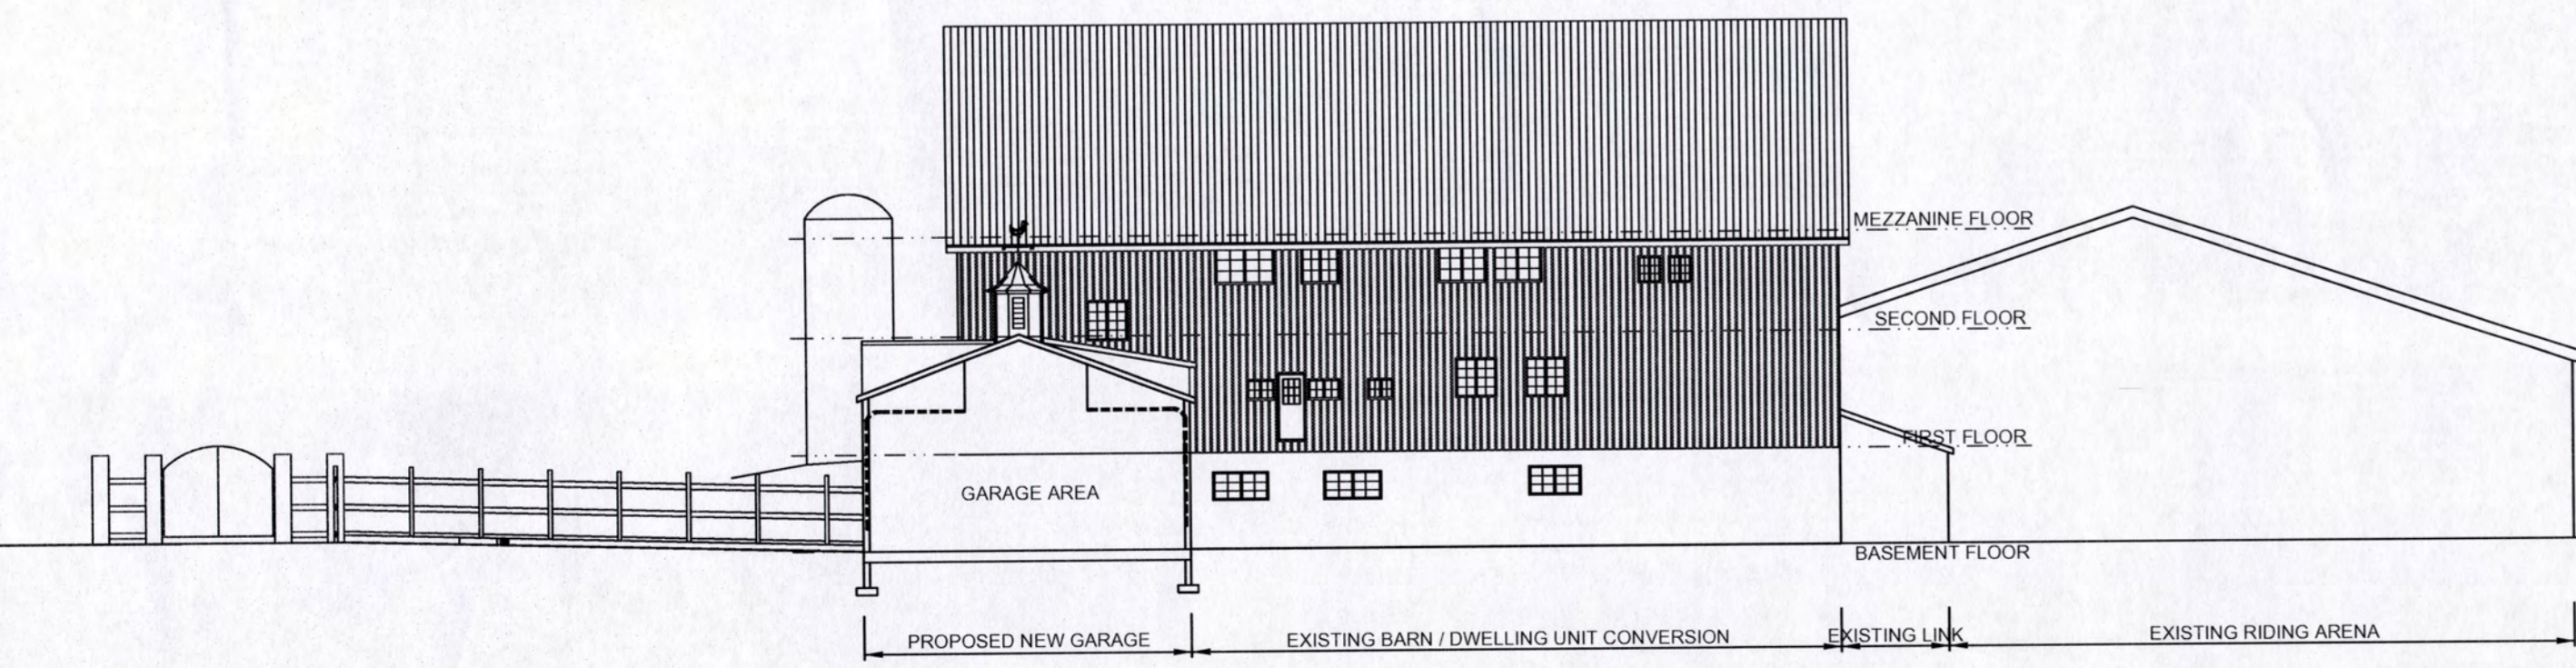 MEZZANINE FLOOR
SECOND FLOOR
FIRST FLOOR
GARAGE AREA
BASEMENT FLOOR
PROPOSED NEW GARAGE
EXISTING BARN / DWELLING UNIT CONVERSION
EXISTING LINK
EXISTING RIDING ARENA